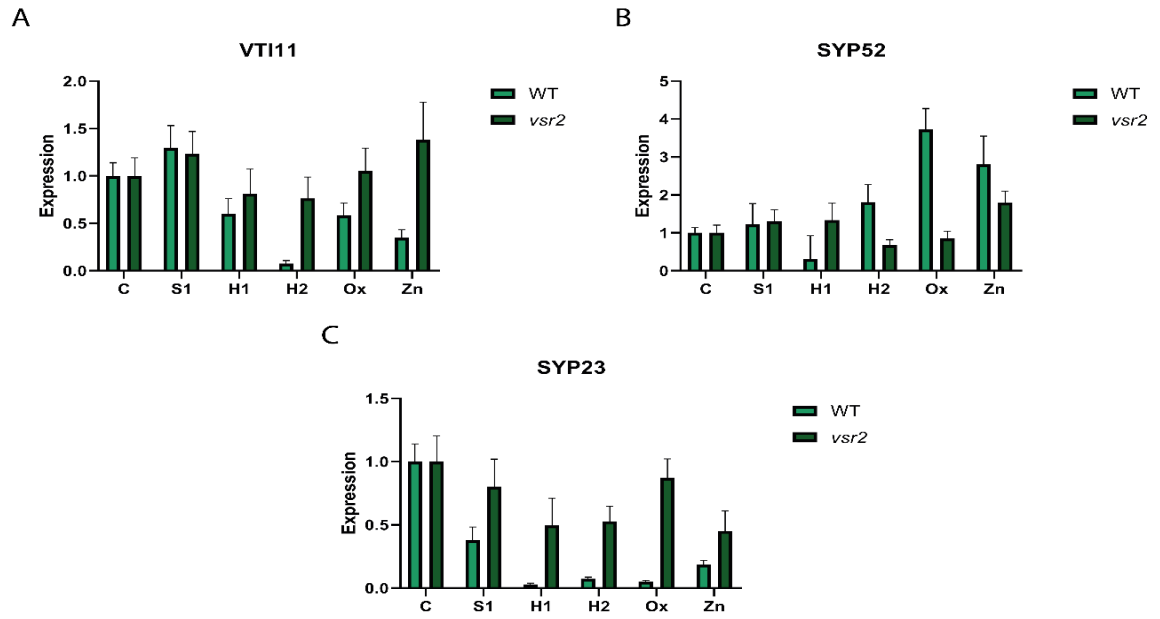 A
VTI11
Expression
2.0
1.5
1.0
0.5
0.0
C S1 H1 H2 Ox Zn
WT
vsr2
B
SYP52
Expression
5
4
3
2
1
0
C S1 H1 H2 Ox Zn
WT
vsr2
C
SYP23
Expression
1.5
1.0
0.5
0.0
C S1 H1 H2 Ox Zn
WT
vsr2